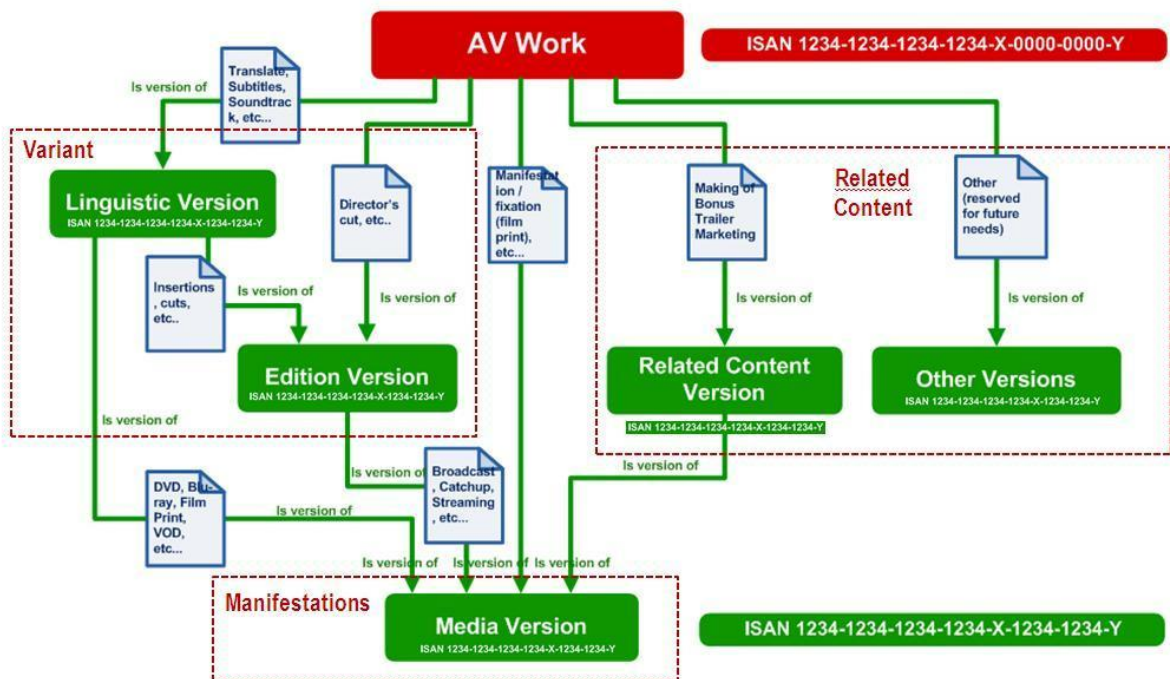 AV Work
ISAN 1234-1234-1234-1234-X-0000-0000-Y
Translate,
Subtitles,
Soundtrac
k, etc...
Is version of
Variant
Linguistic Version
ISAN 1234-1234-1234-1234-X-1234-1234-Y
Director's
cut, etc..
Manifestat
ion /
fixation
(film
print),
etc...
Making of
Bonus
Trailer
Marketing
Related
Content
Other
(reserved
for future
needs)
Insertions
, cuts,
etc..
Is version of
Is version of
Is version of
Is version of
Edition Version
ISAN 1234-1234-1234-1234-X-1234-1234-Y
Related Content
Version
ISAN 1234-1234-1234-1234-X-1234-1234-Y
Other Versions
ISAN 1234-1234-1234-1234-X-1234-1234-Y
Is version of
Is version of
Is version of
DVD, Blu-
ray, Film
Print,
VOD,
etc...
Is version of
Broadcast
, Catchup,
Streaming
, etc...
Is version of
Is version of
Is version of
Is version of
Manifestations
Media Version
ISAN 1234-1234-1234-1234-X-1234-1234-Y
ISAN 1234-1234-1234-1234-X-1234-1234-Y